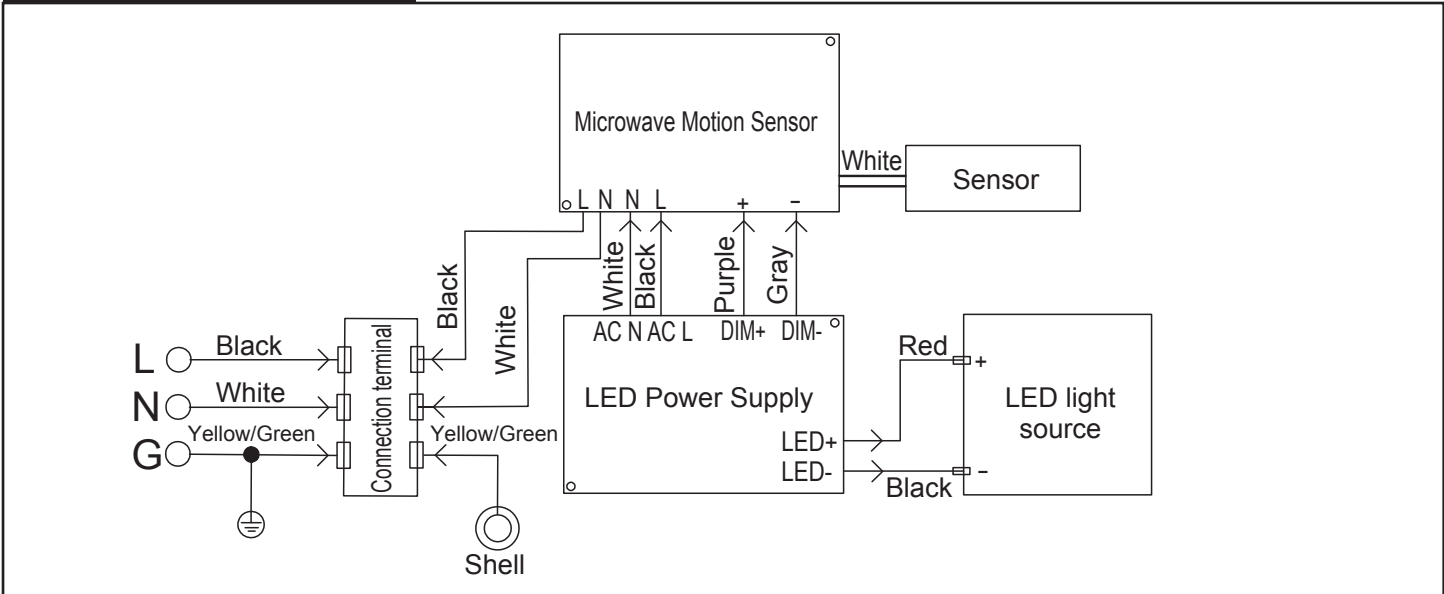 Microwave Motion Sensor
L N N L + −
White
Sensor
Black
White
White
Black
Purple
Gray
L
Black
N
White
G
Yellow/Green
Connection terminal
Yellow/Green
Shell
AC N AC L DIM+ DIM-
LED Power Supply
LED+
LED-
Red
Black
+
−
LED light
source